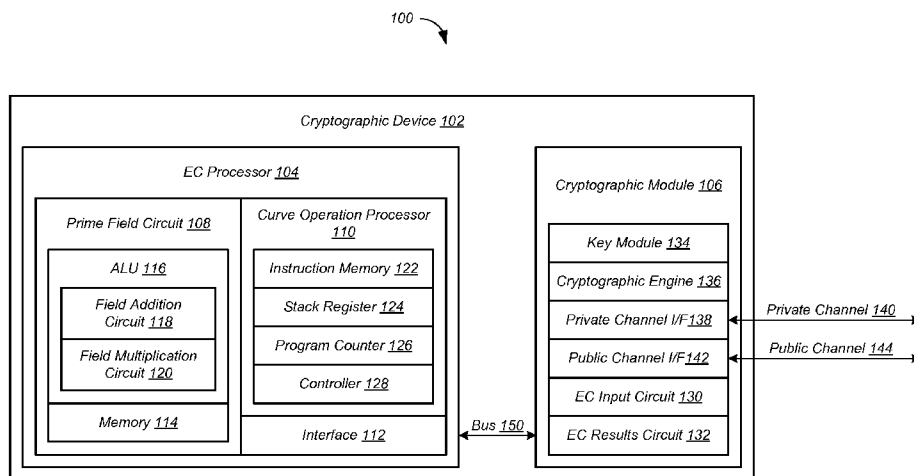 100
Cryptographic Device 102
EC Processor 104
Prime Field Circuit 108
ALU 116
Field Addition
Circuit 118
Field Multiplication
Circuit 120
Memory 114
Curve Operation Processor
110
Instruction Memory 122
Stack Register 124
Program Counter 126
Controller 128
Interface 112
Bus 150
Cryptographic Module 106
Key Module 134
Cryptographic Engine 136
Private Channel I/F138
Public Channel I/F142
EC Input Circuit 130
EC Results Circuit 132
Private Channel 140
Public Channel 144